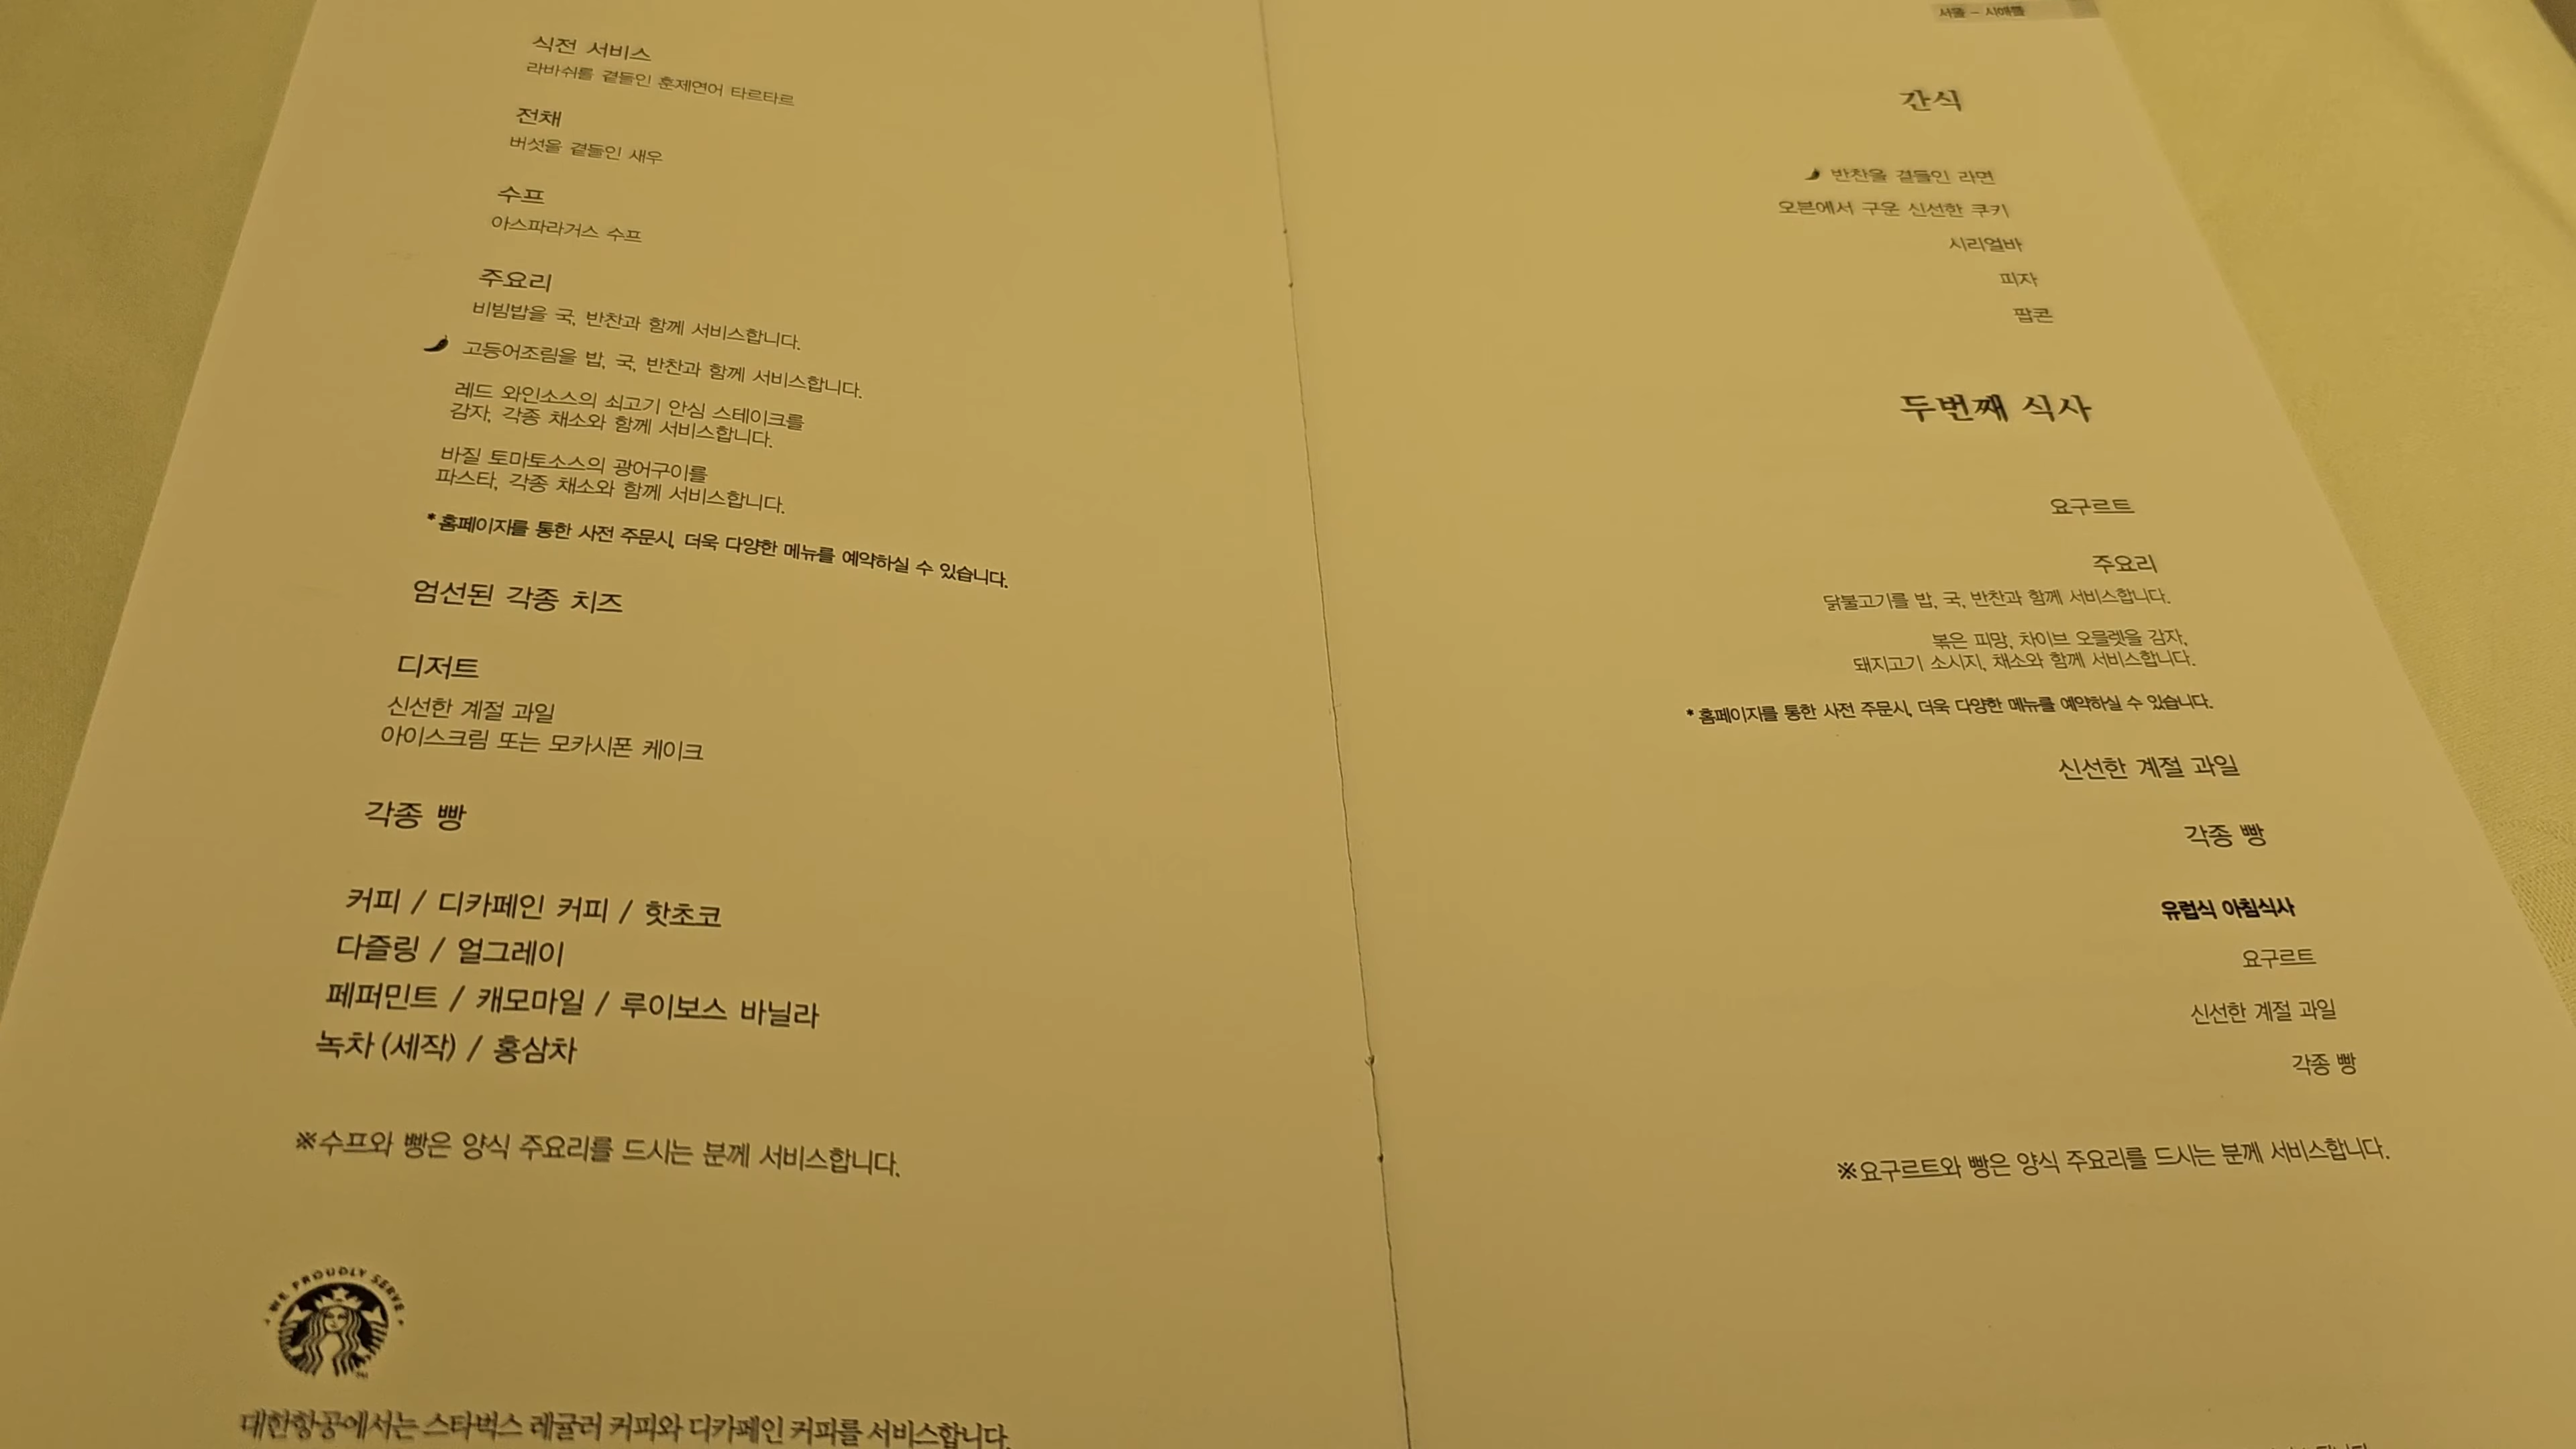 식전 서비스
라바쉬를 곁들인 훈제연어 타르타르
전채
버섯을 곁들인 새우
수프
아스파라거스 수프
주요리
비빔밥을 국, 반찬과 함께 서비스합니다.
고등어조림을 밥, 국, 반찬과 함께 서비스합니다.
레드 와인소스의 쇠고기 안심 스테이크를
감자, 각종 채소와 함께 서비스합니다.
바질 토마토소스의 광어구이를
파스타, 각종 채소와 함께 서비스합니다.
* 홈페이지를 통한 사전 주문시, 더욱 다양한 메뉴를 예약하실 수 있습니다.
엄선된 각종 치즈
디저트
신선한 계절 과일
아이스크림 또는 모카시폰 케이크
각종 빵
커피 / 디카페인 커피 / 핫초코
다즐링 / 얼그레이
페퍼민트 / 캐모마일 / 루이보스 바닐라
녹차 (세작) / 홍삼차
※수프와 빵은 양식 주요리를 드시는 분께 서비스합니다.
WE PROUDLY SERVE
대한항공에서는 스타벅스 레귤러 커피와 디카페인 커피를 서비스합니다.
서울 – 시애틀
간식
반찬을 곁들인 라면
오븐에서 구운 신선한 쿠키
시리얼바
피자
팝콘
두번째 식사
요구르트
주요리
닭불고기를 밥, 국, 반찬과 함께 서비스합니다.
볶은 피망, 차이브 오믈렛을 감자,
돼지고기 소시지, 채소와 함께 서비스합니다.
* 홈페이지를 통한 사전 주문시, 더욱 다양한 메뉴를 예약하실 수 있습니다.
신선한 계절 과일
각종 빵
유럽식 아침식사
요구르트
신선한 계절 과일
각종 빵
※요구르트와 빵은 양식 주요리를 드시는 분께 서비스합니다.